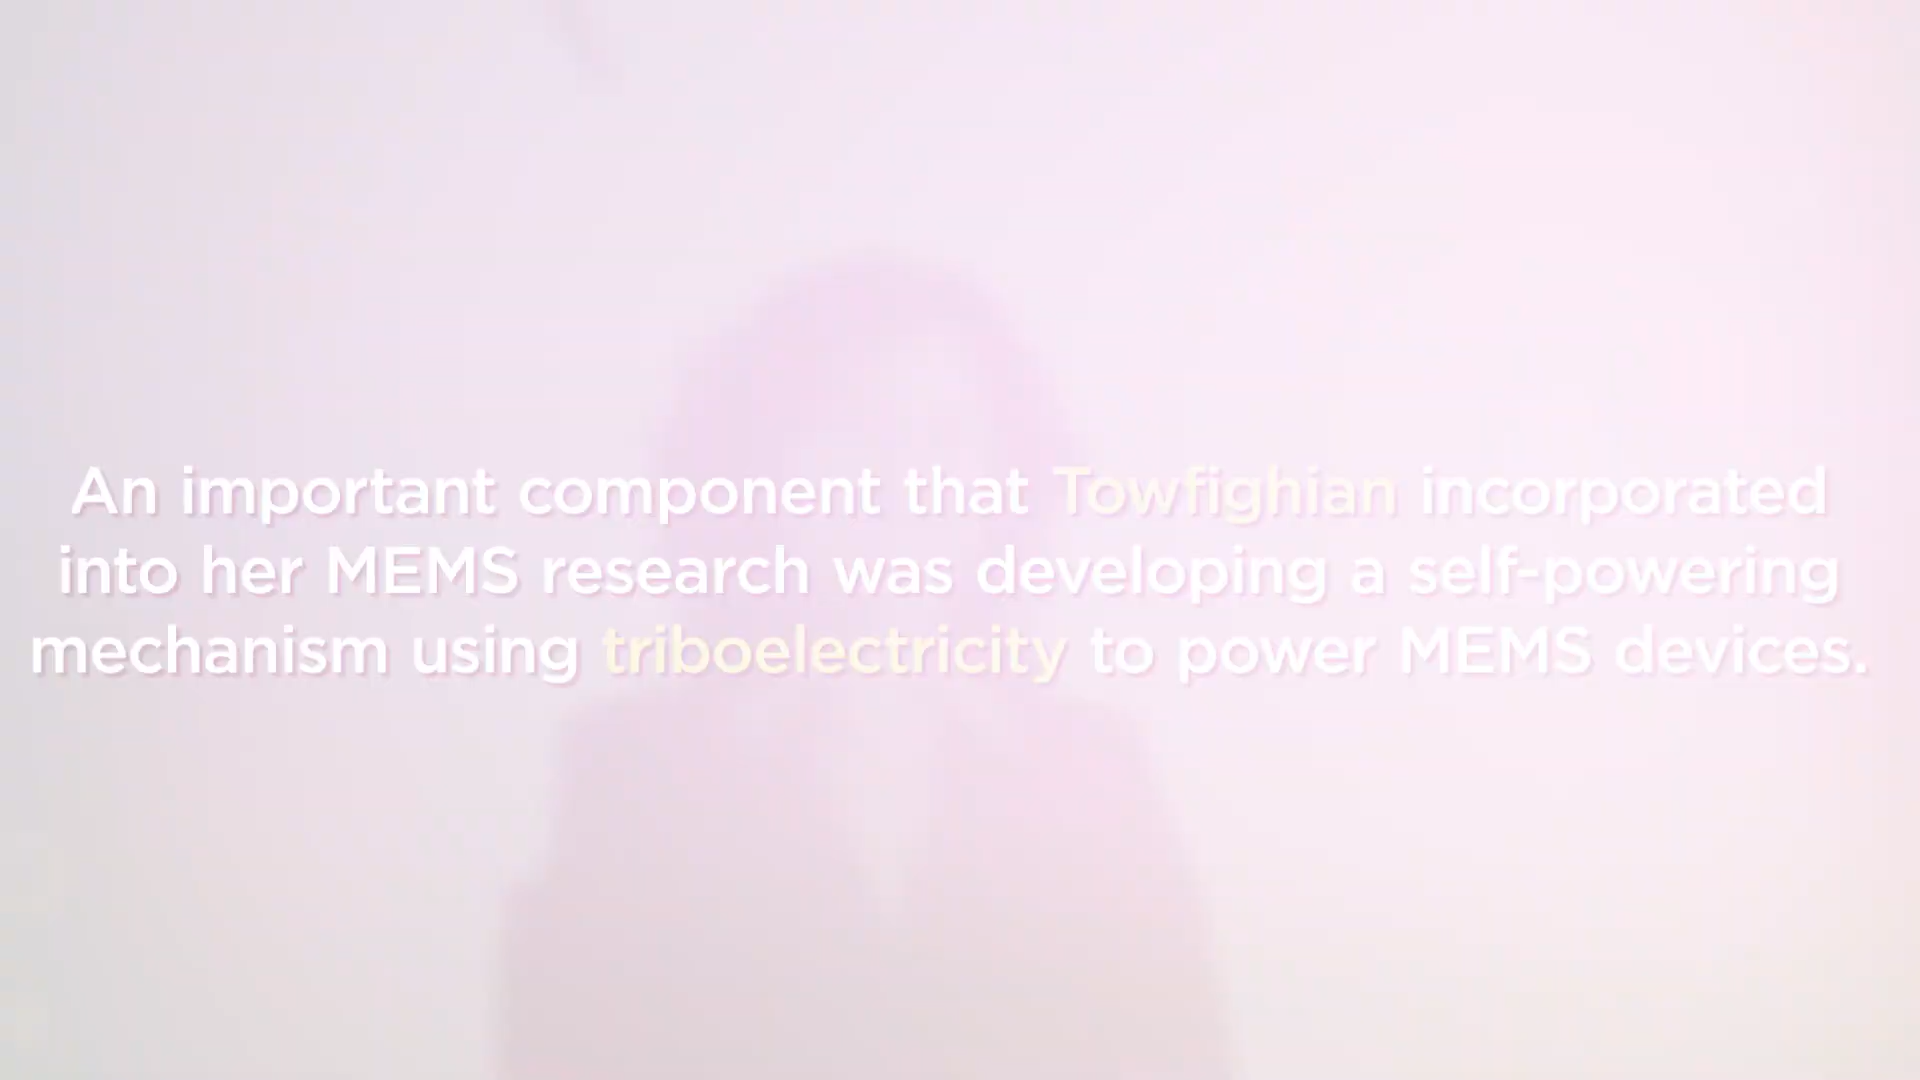 An important component that Towfighian incorporated
into her MEMS research was developing a self-powering
mechanism using triboelectricity to power MEMS devices.